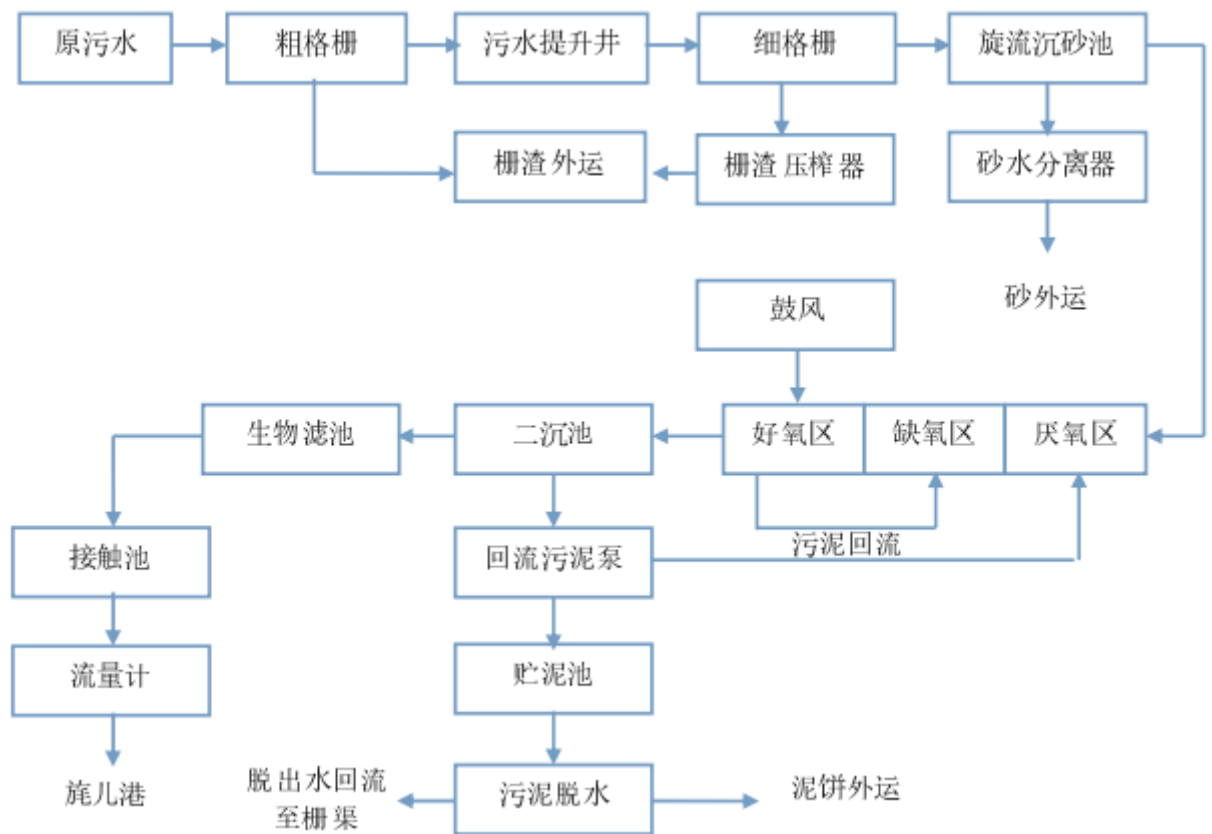 原污水
粗格栅
污水提升井
细格栅
旋流沉砂池
栅渣外运
栅渣压榨器
砂水分离器
砂外运
鼓风
生物滤池
二沉池
好氧区
缺氧区
厌氧区
接触池
回流污泥泵
污泥回流
流量计
贮泥池
旄儿港
脱出水回流
至栅渠
污泥脱水
泥饼外运